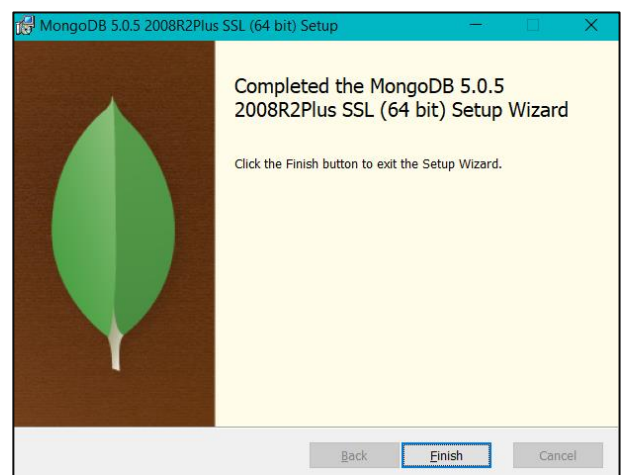 MongoDB 5.0.5 2008R2Plus SSL (64 bit) Setup
Completed the MongoDB 5.0.5
2008R2Plus SSL (64 bit) Setup Wizard
Click the Finish button to exit the Setup Wizard.
Back Finish Cancel